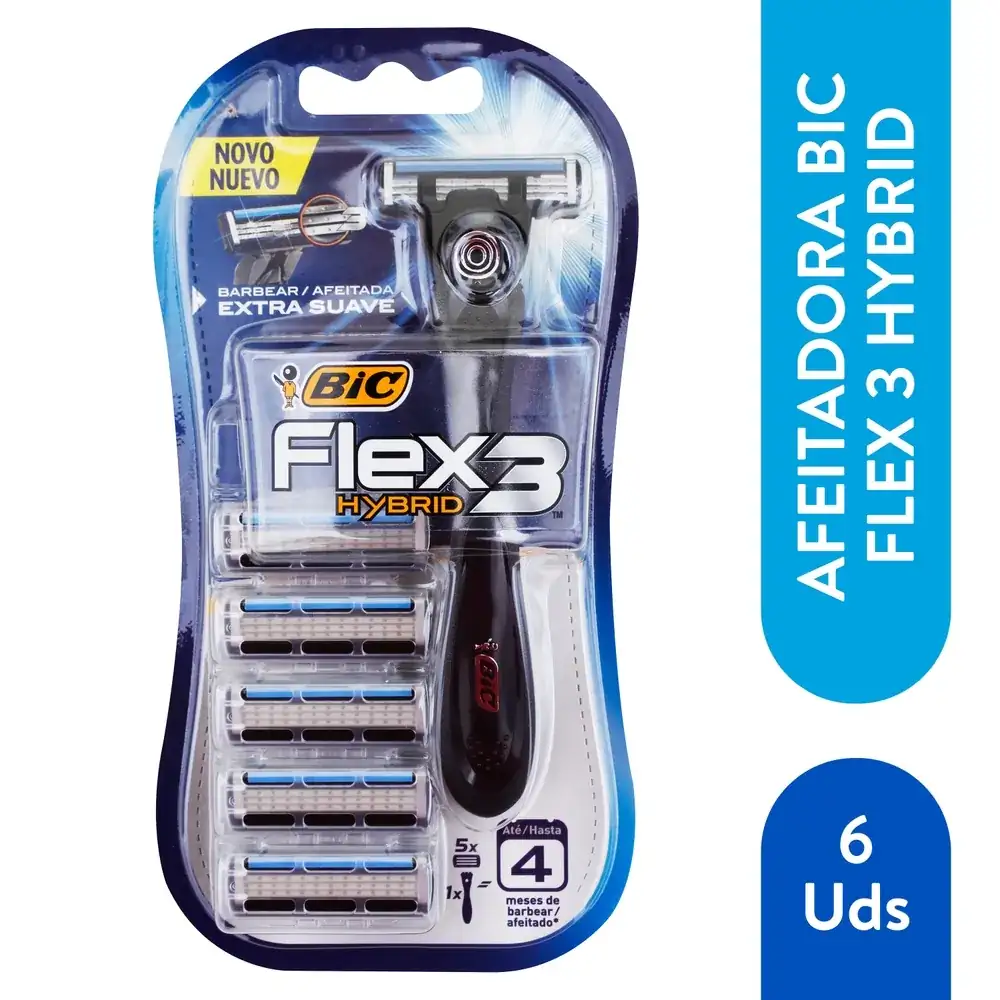 NOVO
NUEVO
BARBEAR / AFEITADA
EXTRA SUAVE
BiC
Flex3
HYBRID
TM
BiC
5x
1x
=
Até/Hasta
4
meses de
barbear/
afeitado*
AFEITADORA BIC
FLEX 3 HYBRID
6
Uds